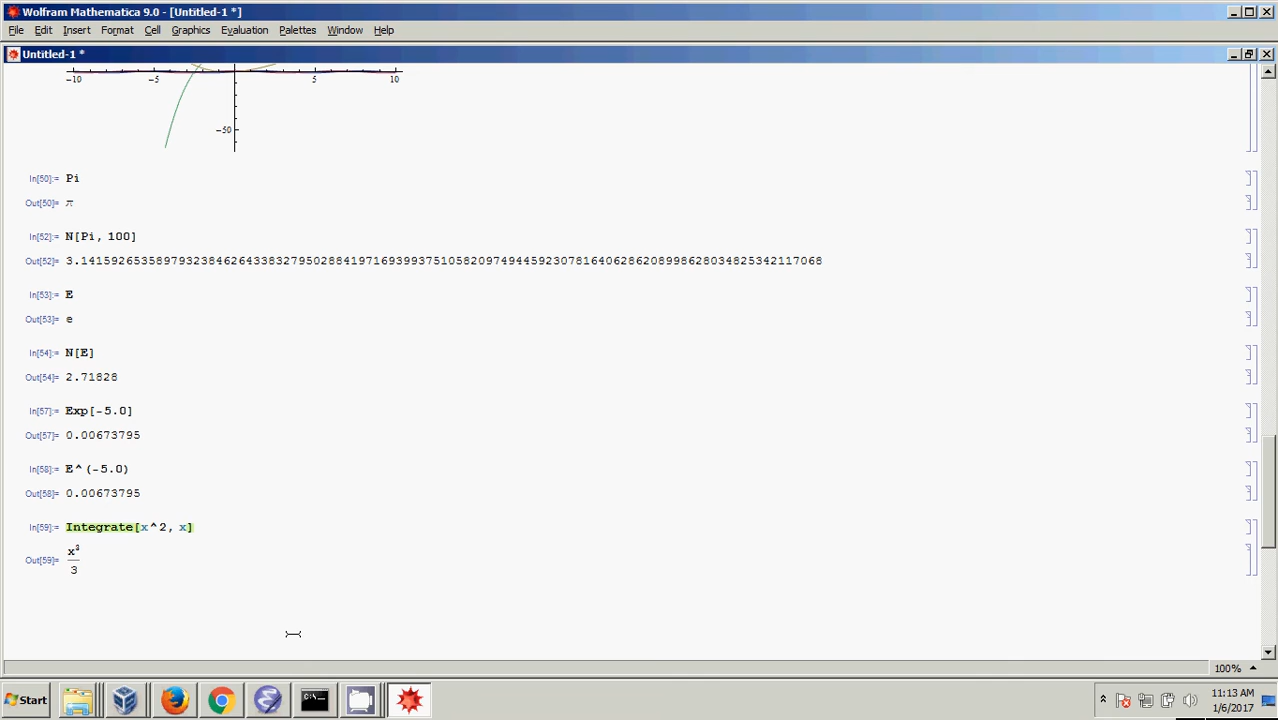 Wolfram Mathematica 9.0 - [Untitled-1 *]
File Edit Insert Format Cell Graphics Evaluation Palettes Window Help
Untitled-1 *
-10 -5 5 10
-50
In[50]:= Pi
Out[50]= π
In[52]:= N[Pi, 100]
Out[52]= 3.141592653589793238462643383279502884197169399375105820974944592307816406286208998628034825342117068
In[53]:= E
Out[53]= e
In[54]:= N[E]
Out[54]= 2.71828
In[57]:= Exp[-5.0]
Out[57]= 0.00673795
In[58]:= E^(-5.0)
Out[58]= 0.00673795
In[59]:= Integrate[x^2, x]
Out[59]= x³
3
100%
Start
11:13 AM
1/6/2017